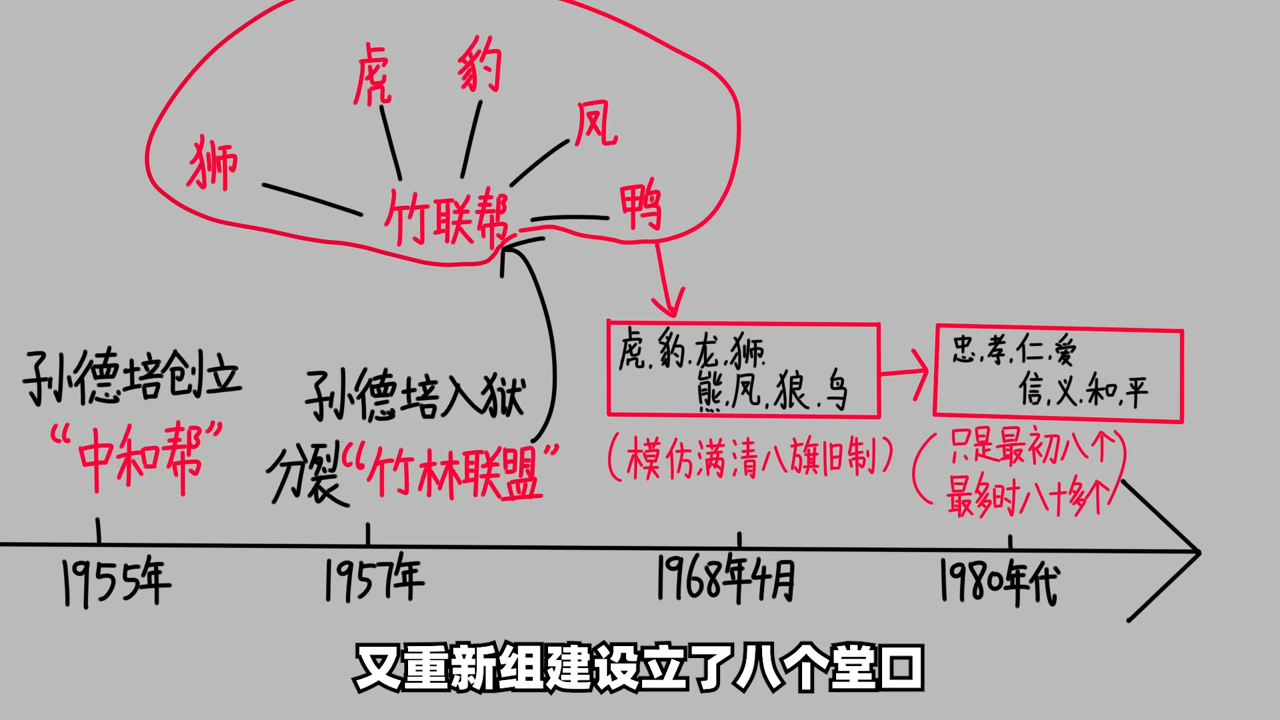 虎
豹
凤
狮
鸭
竹联帮
孙德培创立
“中和帮”
孙德培入狱
分裂“竹林联盟”
虎.豹.龙.狮.
熊.凤.狼.鸟
(模仿满清八旗旧制)
忠.孝.仁.爱
信.义.和.平
(只是最初八个
最多时八十多个)
1955年
1957年
1968年4月
1980年代
又重新组建设立了八个堂口